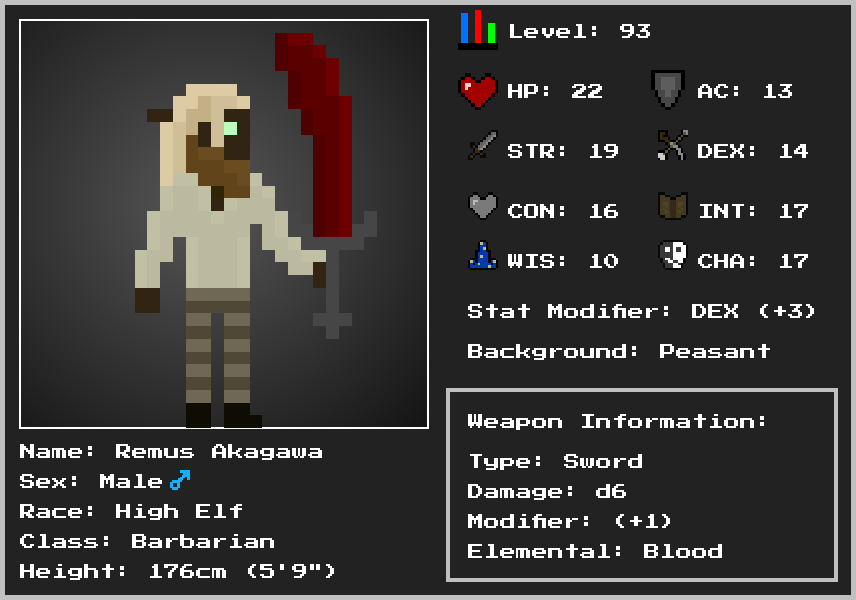 Level: 93
HP: 22
AC: 13
STR: 19
DEX: 14
CON: 16
INT: 17
WIS: 10
CHA: 17
Stat Modifier: DEX (+3)
Background: Peasant
Name: Remus Akagawa
Sex: Male ♂
Race: High Elf
Class: Barbarian
Height: 176cm (5'9")
Weapon Information:
Type: Sword
Damage: d6
Modifier: (+1)
Elemental: Blood